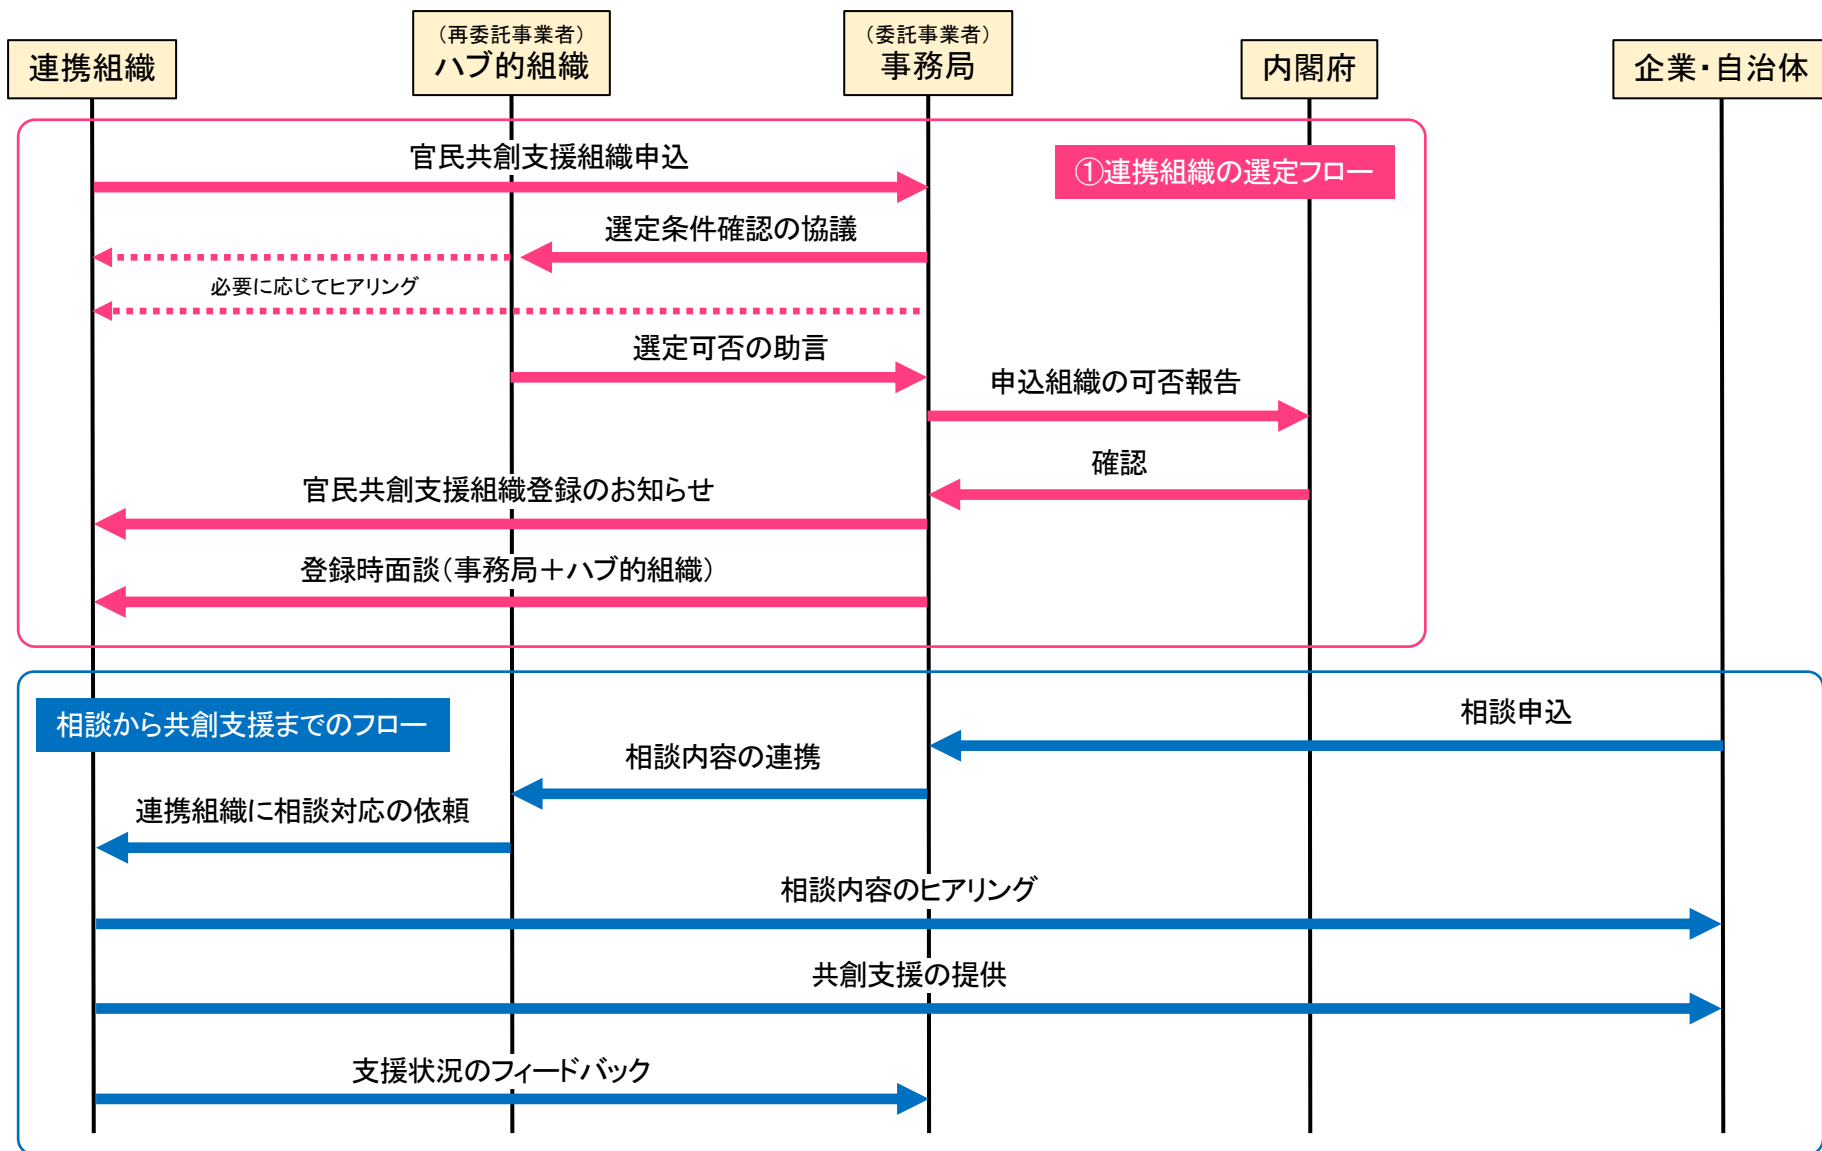 連携組織
（再委託事業者）
ハブ的組織
（委託事業者）
事務局
内閣府
企業・自治体
官民共創支援組織申込
①連携組織の選定フロー
選定条件確認の協議
必要に応じてヒアリング
選定可否の助言
申込組織の可否報告
確認
官民共創支援組織登録のお知らせ
登録時面談（事務局＋ハブ的組織）
相談から共創支援までのフロー
相談申込
相談内容の連携
連携組織に相談対応の依頼
相談内容のヒアリング
共創支援の提供
支援状況のフィードバック